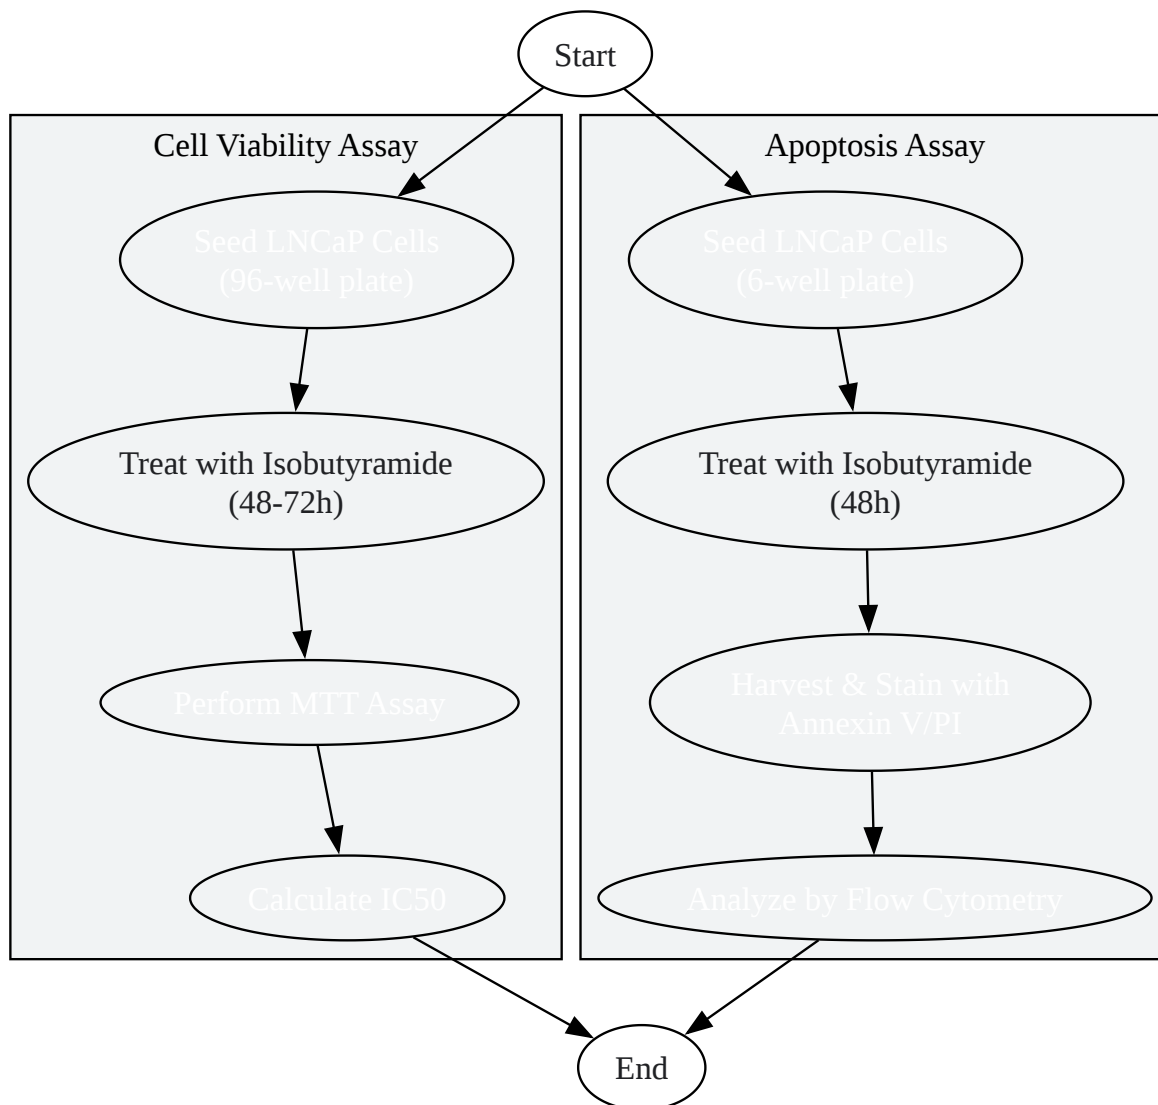 Start
Cell Viability Assay
Seed LNCaP Cells
(96-well plate)
Treat with Isobutyramide
(48-72h)
Perform MTT Assay
Calculate IC50
Apoptosis Assay
Seed LNCaP Cells
(6-well plate)
Treat with Isobutyramide
(48h)
Harvest & Stain with
Annexin V/PI
Analyze by Flow Cytometry
End